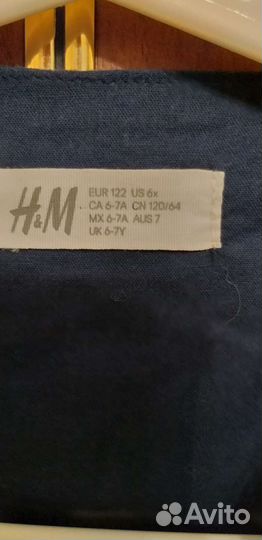 H&M
EUR 122 US 6x
CA 6-7A CN 120/64
MX 6-7A AUS 7
UK 6-7Y
Avito